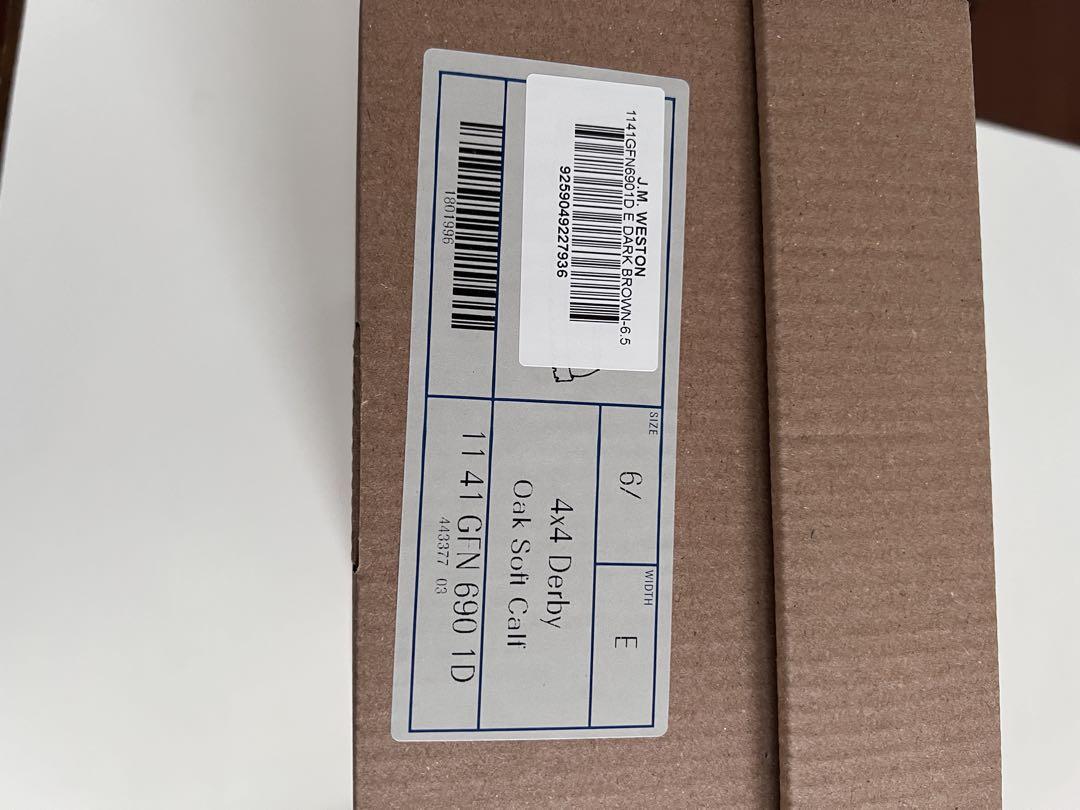 J.M. WESTON
1141GFN6901D E DARK BROWN-6.5
9259049227936
SIZE
6/
WIDTH
E
4x4 Derby
Oak Soft Calf
1801996
11 41 GFN 690 1D
443377 03